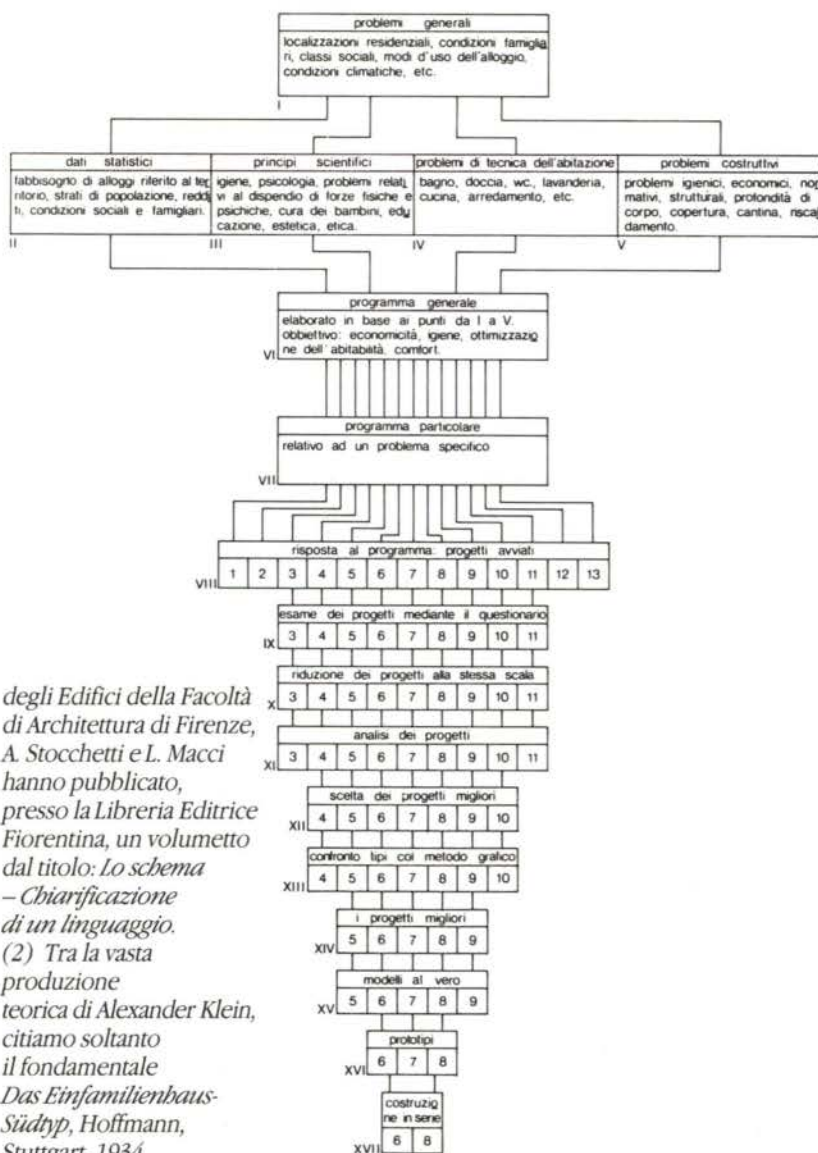 problemi generali
localizzazioni residenziali, condizioni famiglia
ri, classi sociali, modi d'uso dell'alloggio,
condizioni climatiche, etc.
I
dati statistici
fabbisogno di alloggi riferito al ter
ritorio, strati di popolazione, reddi
ti, condizioni sociali e famigliari.
II
principi scientifici
igiene, psicologia, problemi relati
vi al dispendio di forze fisiche e
psichiche, cura dei bambini, edu
cazione, estetica, etica.
III
problemi di tecnica dell'abitazione
bagno, doccia, wc., lavanderia,
cucina, arredamento, etc.
IV
problemi costruttivi
problemi igienici, economici, nor
mativi, strutturali, profondità di
corpo, copertura, cantina, riscal
damento.
V
programma generale
elaborato in base ai punti da I a V.
obbiettivo: economicità, igiene, ottimizzazio
ne dell'abitabilità, comfort.
VI
programma particolare
relativo ad un problema specifico
VII
risposta al programma: progetti avviati
VIII 1 2 3 4 5 6 7 8 9 10 11 12 13
esame dei progetti mediante il questionario
IX 3 4 5 6 7 8 9 10 11
riduzione dei progetti alla stessa scala
X 3 4 5 6 7 8 9 10 11
analisi dei progetti
XI 3 4 5 6 7 8 9 10 11
scelta dei progetti migliori
XII 4 5 6 7 8 9 10
confronto tipi col metodo grafico
XIII 4 5 6 7 8 9 10
i progetti migliori
XIV 5 6 7 8 9
modelli al vero
XV 5 6 7 8 9
prototipi
XVI 6 7 8
costruzio
ne in serie
XVII 6 8
degli Edifici della Facoltà
di Architettura di Firenze,
A. Stocchetti e L. Macci
hanno pubblicato,
presso la Libreria Editrice
Fiorentina, un volumetto
dal titolo: Lo schema
– Chiarificazione
di un linguaggio.
(2) Tra la vasta
produzione
teorica di Alexander Klein,
citiamo soltanto
il fondamentale
Das Einfamilienhaus-
Südtyp, Hoffmann,
Stuttgart, 1934